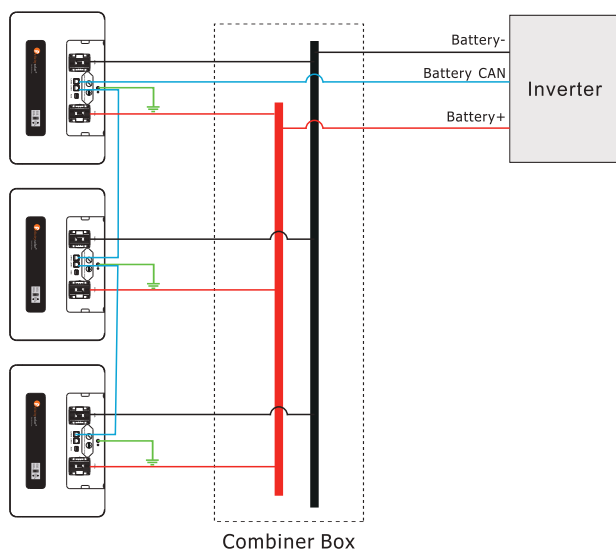 Battery-
Battery CAN
Inverter
Battery+
Combiner Box